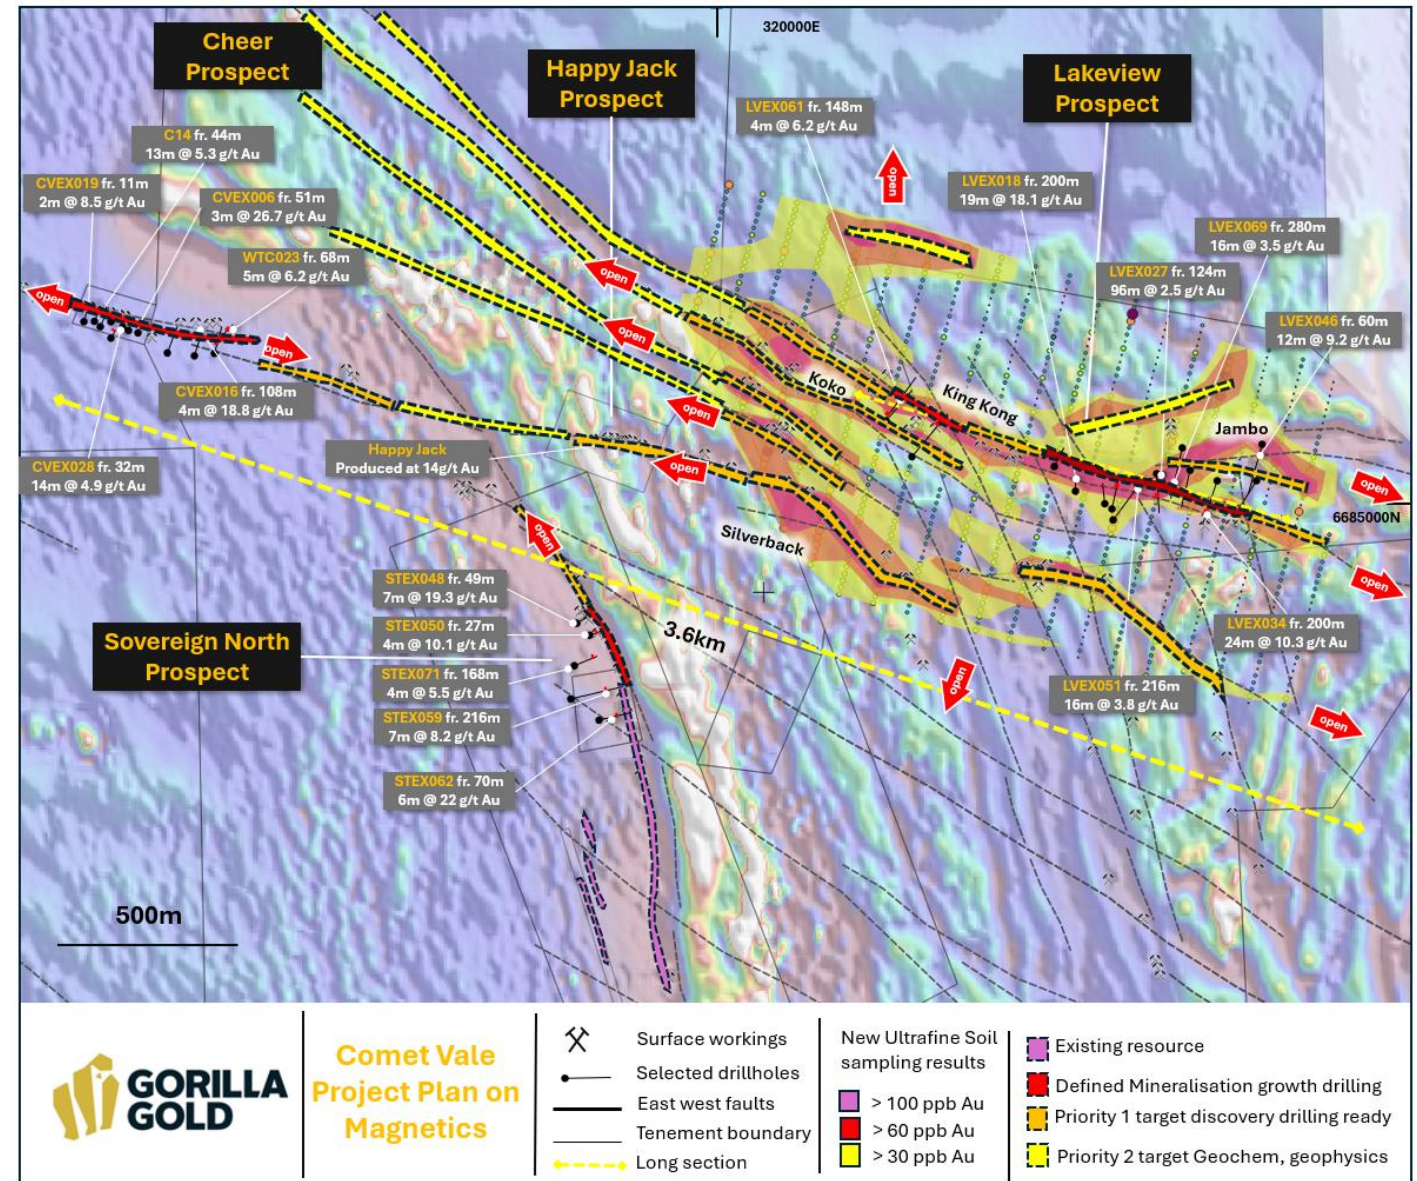 320000E
Cheer
Prospect
Happy Jack
Prospect
Lakeview
Prospect
LVEX061 fr. 148m
4m @ 6.2 g/t Au
C14 fr. 44m
13m @ 5.3 g/t Au
CVEX019 fr. 11m
2m @ 8.5 g/t Au
CVEX006 fr. 51m
3m @ 26.7 g/t Au
LVEX018 fr. 200m
19m @ 18.1 g/t Au
open
LVEX069 fr. 280m
16m @ 3.5 g/t Au
WTC023 fr. 68m
5m @ 6.2 g/t Au
LVEX027 fr. 124m
96m @ 2.5 g/t Au
open
open
LVEX046 fr. 60m
12m @ 9.2 g/t Au
open
open
CVEX016 fr. 108m
4m @ 18.8 g/t Au
Koko
King Kong
open
Jambo
Happy Jack
Produced at 14g/t Au
open
CVEX028 fr. 32m
14m @ 4.9 g/t Au
open
6685000N
open
Silverback
STEX048 fr. 49m
7m @ 19.3 g/t Au
open
STEX050 fr. 27m
4m @ 10.1 g/t Au
Sovereign North
Prospect
3.6km
LVEX034 fr. 200m
24m @ 10.3 g/t Au
STEX071 fr. 168m
4m @ 5.5 g/t Au
open
LVEX051 fr. 216m
16m @ 3.8 g/t Au
STEX059 fr. 216m
7m @ 8.2 g/t Au
open
STEX062 fr. 70m
6m @ 22 g/t Au
500m
GORILLA
GOLD
Comet Vale
Project Plan on
Magnetics
Surface workings
Selected drillholes
East west faults
Tenement boundary
Long section
New Ultrafine Soil
sampling results
> 100 ppb Au
> 60 ppb Au
> 30 ppb Au
Existing resource
Defined Mineralisation growth drilling
Priority 1 target discovery drilling ready
Priority 2 target Geochem, geophysics